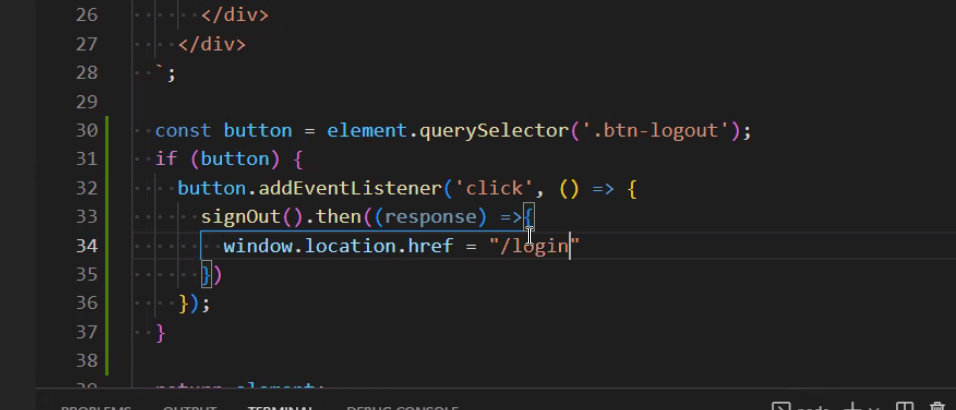 26 </div>
27 </div>
28 `;
29
30 const button = element.querySelector('.btn-logout');
31 if (button) {
32 button.addEventListener('click', () => {
33 signOut().then((response) =>{
34 window.location.href = "/login"
35 })
36 });
37 }
38
39 return element;
PROBLEMS OUTPUT TERMINAL DEBUG CONSOLE